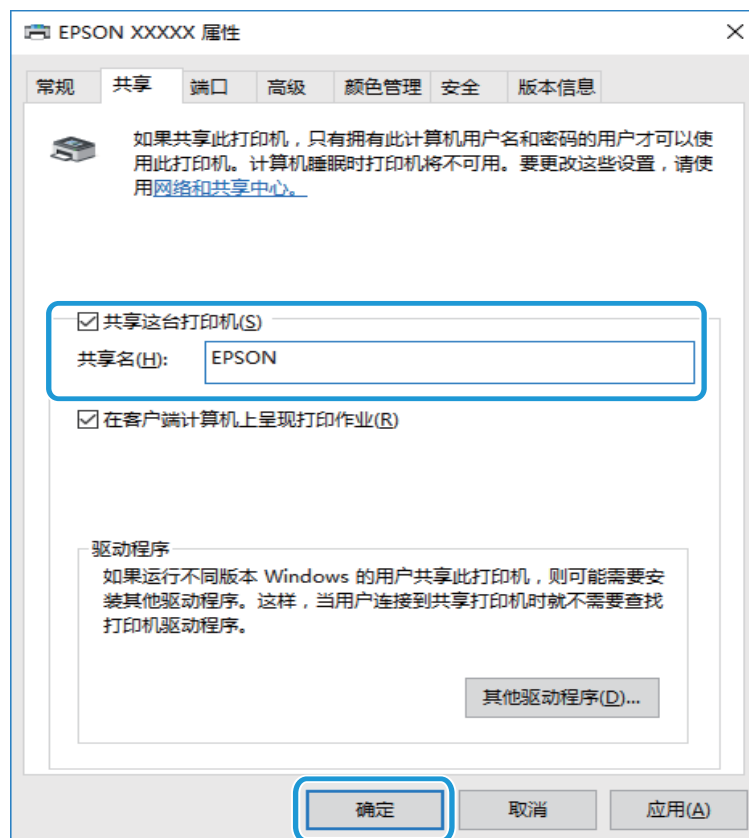 EPSON XXXXX 属性
常规 共享 端口 高级 颜色管理 安全 版本信息
如果共享此打印机，只有拥有此计算机用户名和密码的用户才可以使
用此打印机。计算机睡眠时打印机将不可用。要更改这些设置，请使
用网络和共享中心。
共享这台打印机(S)
共享名(H): EPSON
在客户端计算机上呈现打印作业(R)
驱动程序
如果运行不同版本 Windows 的用户共享此打印机，则可能需要安
装其他驱动程序。这样，当用户连接到共享打印机时就不需要查找
打印机驱动程序。
其他驱动程序(D)...
确定 取消 应用(A)